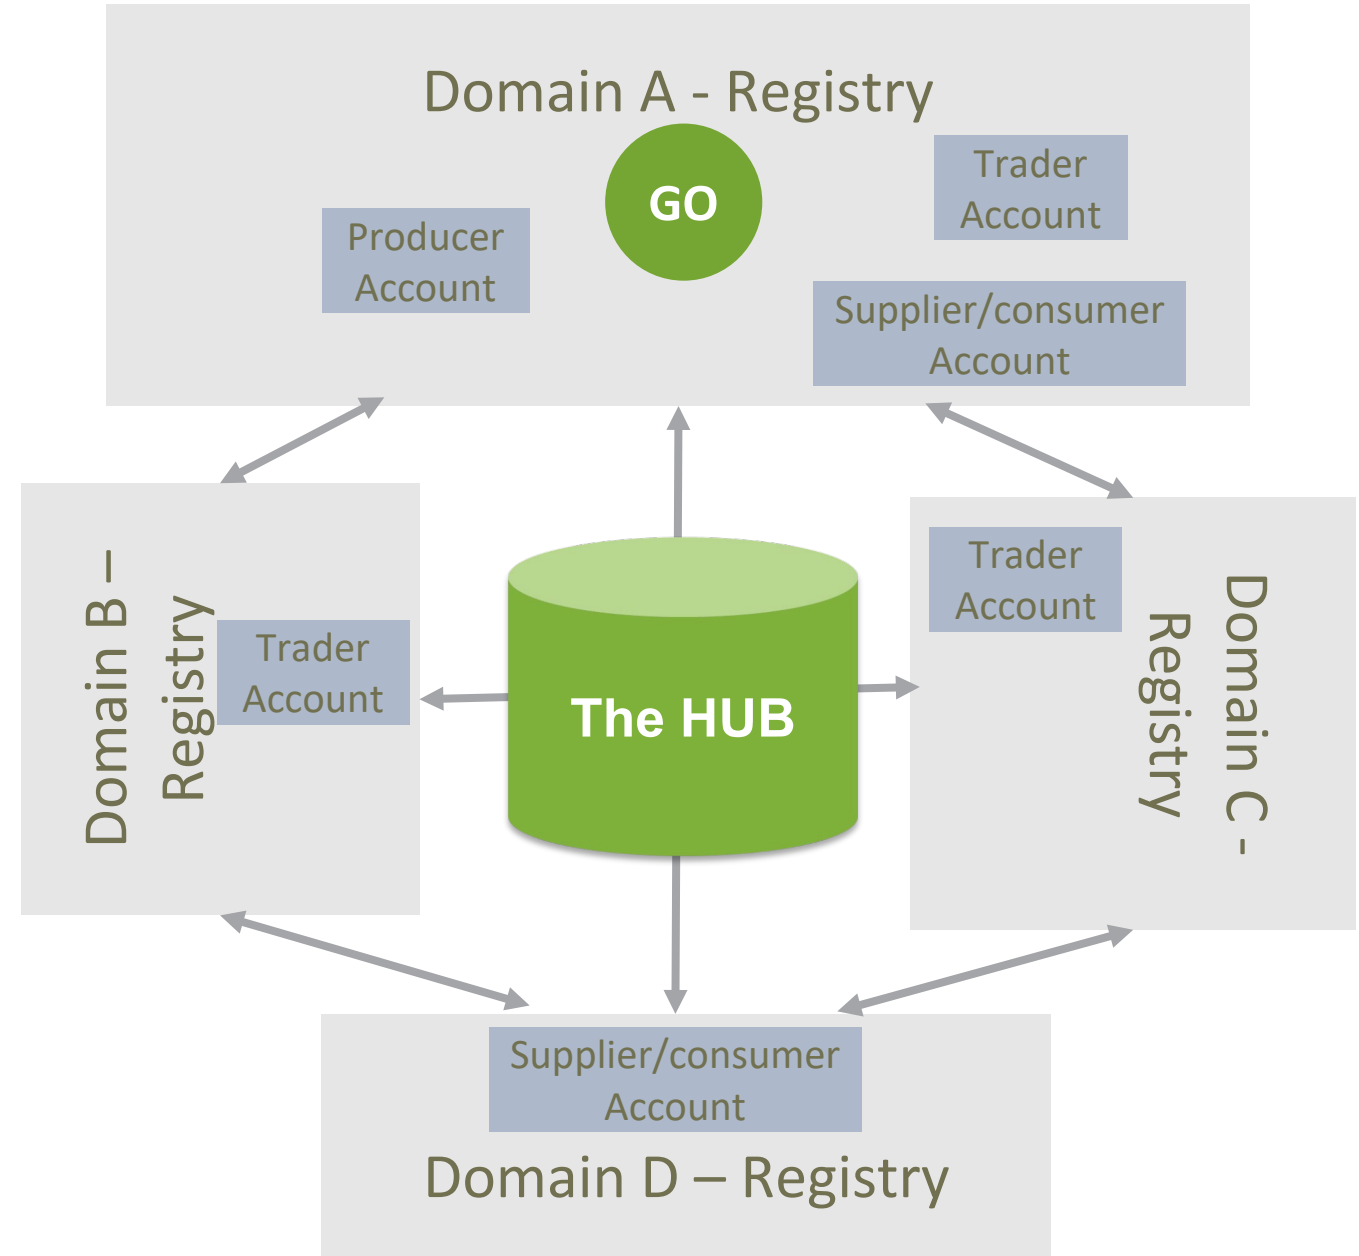 Domain A - Registry
GO
Trader
Account
Producer
Account
Supplier/consumer
Account
Domain B –
Registry
Trader
Account
The HUB
Trader
Account
Domain C -
Registry
Supplier/consumer
Account
Domain D – Registry